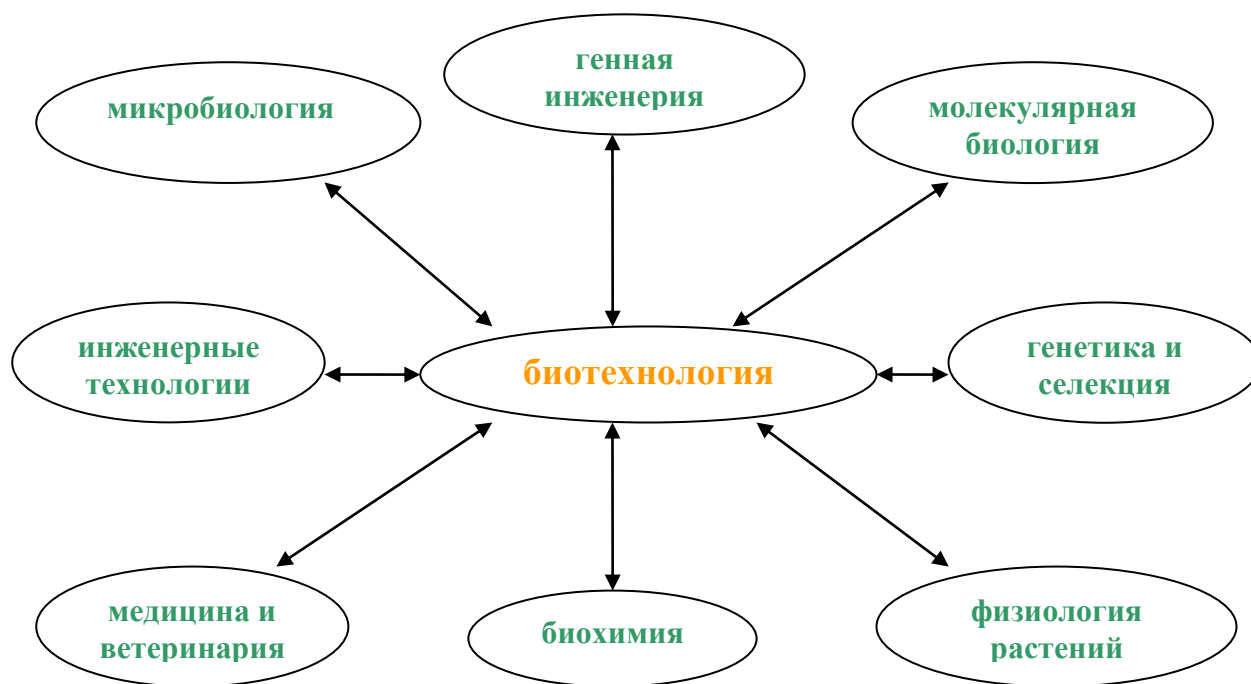 микробиология
генная
инженерия
молекулярная
биология
инженерные
технологии
биотехнология
генетика и
селекция
медицина и
ветеринария
биохимия
физиология
растений